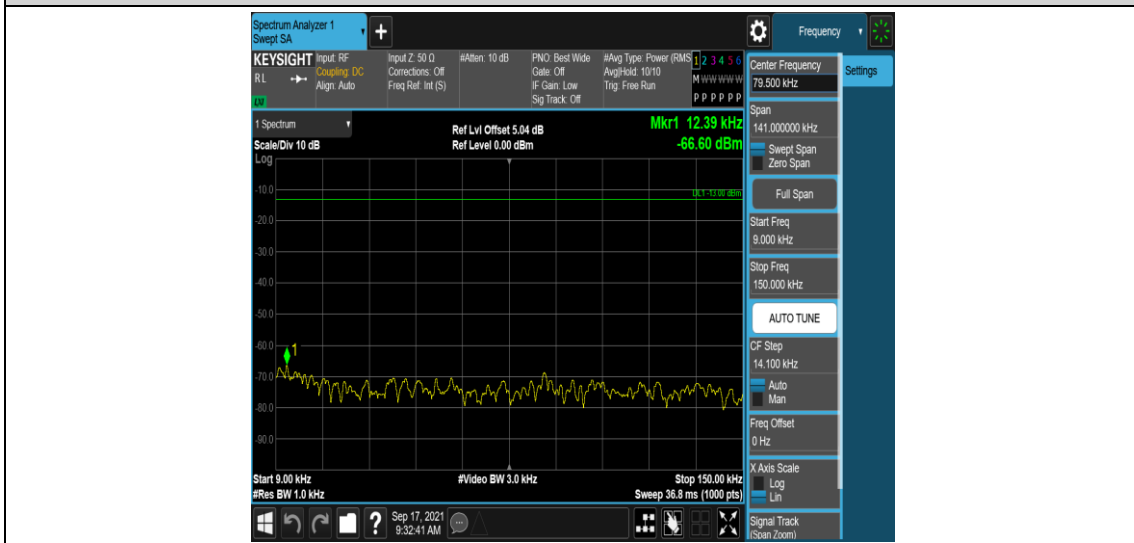 Spectrum Analyzer 1
Swept SA
+
Frequency
KEYSIGHT
RL
LXI
Input: RF
Coupling: DC
Align: Auto
Input Z: 50 Ω
Corrections: Off
Freq Ref: Int (S)
#Atten: 10 dB
PNO: Best Wide
Gate: Off
IF Gain: Low
Sig Track: Off
#Avg Type: Power (RMS
Avg|Hold: 10/10
Trig: Free Run
1 2 3 4 5 6
M W W W W W
P P P P P P
1 Spectrum
Scale/Div 10 dB
Log
Ref Lvl Offset 5.04 dB
Ref Level 0.00 dBm
Mkr1 12.39 kHz
-66.60 dBm
DL1 -13.00 dBm
-10.0
-20.0
-30.0
-40.0
-50.0
-60.0
1
-70.0
-80.0
-90.0
Start 9.00 kHz
#Res BW 1.0 kHz
#Video BW 3.0 kHz
Stop 150.00 kHz
Sweep 36.8 ms (1000 pts)
Center Frequency
79.500 kHz
Settings
Span
141.000000 kHz
Swept Span
Zero Span
Full Span
Start Freq
9.000 kHz
Stop Freq
150.000 kHz
AUTO TUNE
CF Step
14.100 kHz
Auto
Man
Freq Offset
0 Hz
X Axis Scale
Log
Lin
Signal Track
(Span Zoom)
?
Sep 17, 2021
9:32:41 AM